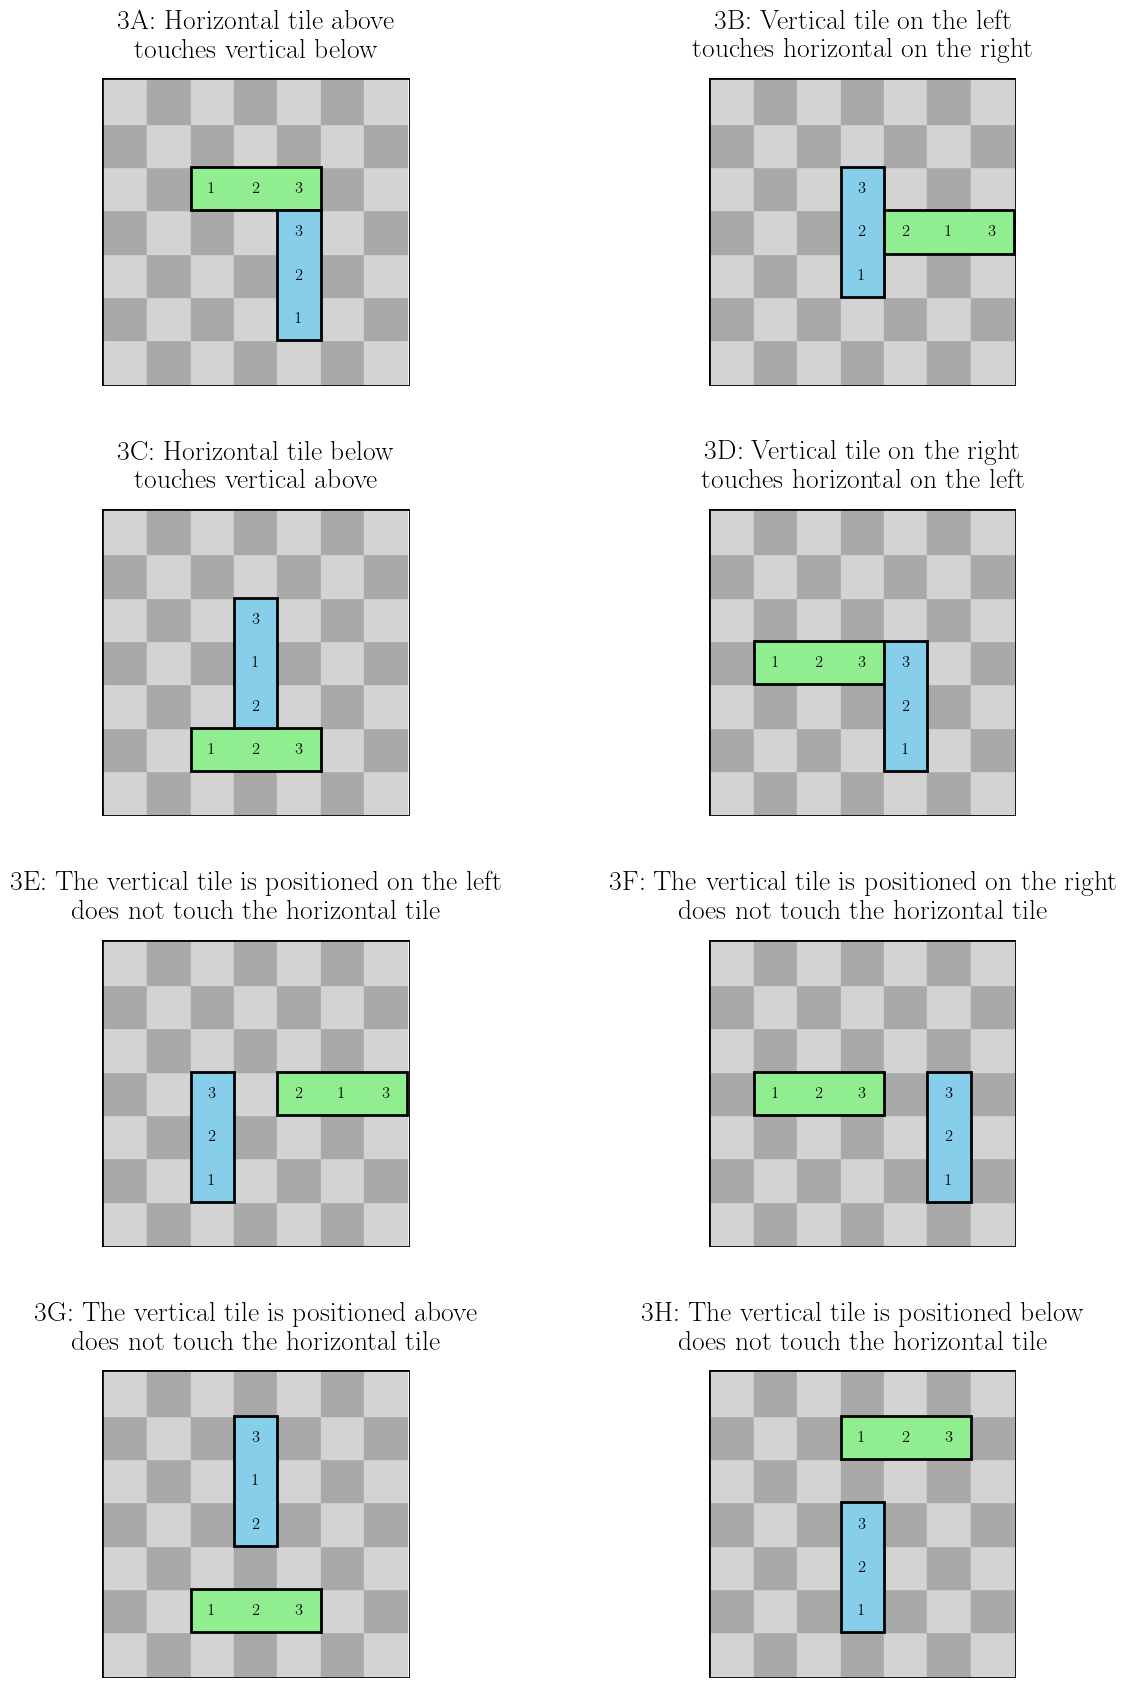 3A: Horizontal tile above
touches vertical below
1 2 3
3
2
1
3B: Vertical tile on the left
touches horizontal on the right
3
2 2 1 3
1
3C: Horizontal tile below
touches vertical above
3
1
2
1 2 3
3D: Vertical tile on the right
touches horizontal on the left
1 2 3 3
2
1
3E: The vertical tile is positioned on the left
does not touch the horizontal tile
3 2 1 3
2
1
3F: The vertical tile is positioned on the right
does not touch the horizontal tile
1 2 3 3
2
1
3G: The vertical tile is positioned above
does not touch the horizontal tile
3
1
2
1 2 3
3H: The vertical tile is positioned below
does not touch the horizontal tile
1 2 3
3
2
1